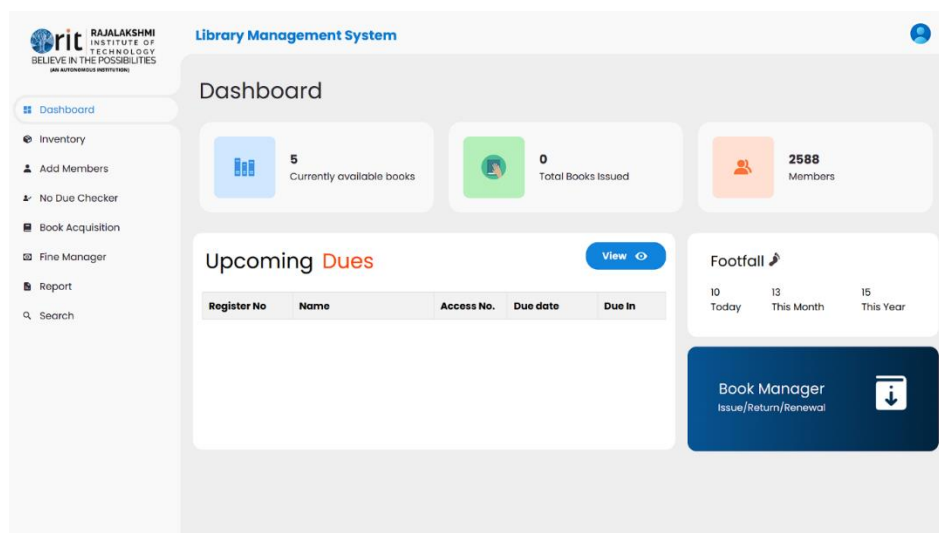 rit
RAJALAKSHMI
INSTITUTE OF
TECHNOLOGY
BELIEVE IN THE POSSIBILITIES
(AN AUTONOMOUS INSTITUTION)
Library Management System
Dashboard
Inventory
Add Members
No Due Checker
Book Acquisition
Fine Manager
Report
Search
Dashboard
5
Currently available books
0
Total Books Issued
2588
Members
Upcoming Dues
View
Register No Name Access No. Due date Due In
Footfall
10 13 15
Today This Month This Year
Book Manager
Issue/Return/Renewal